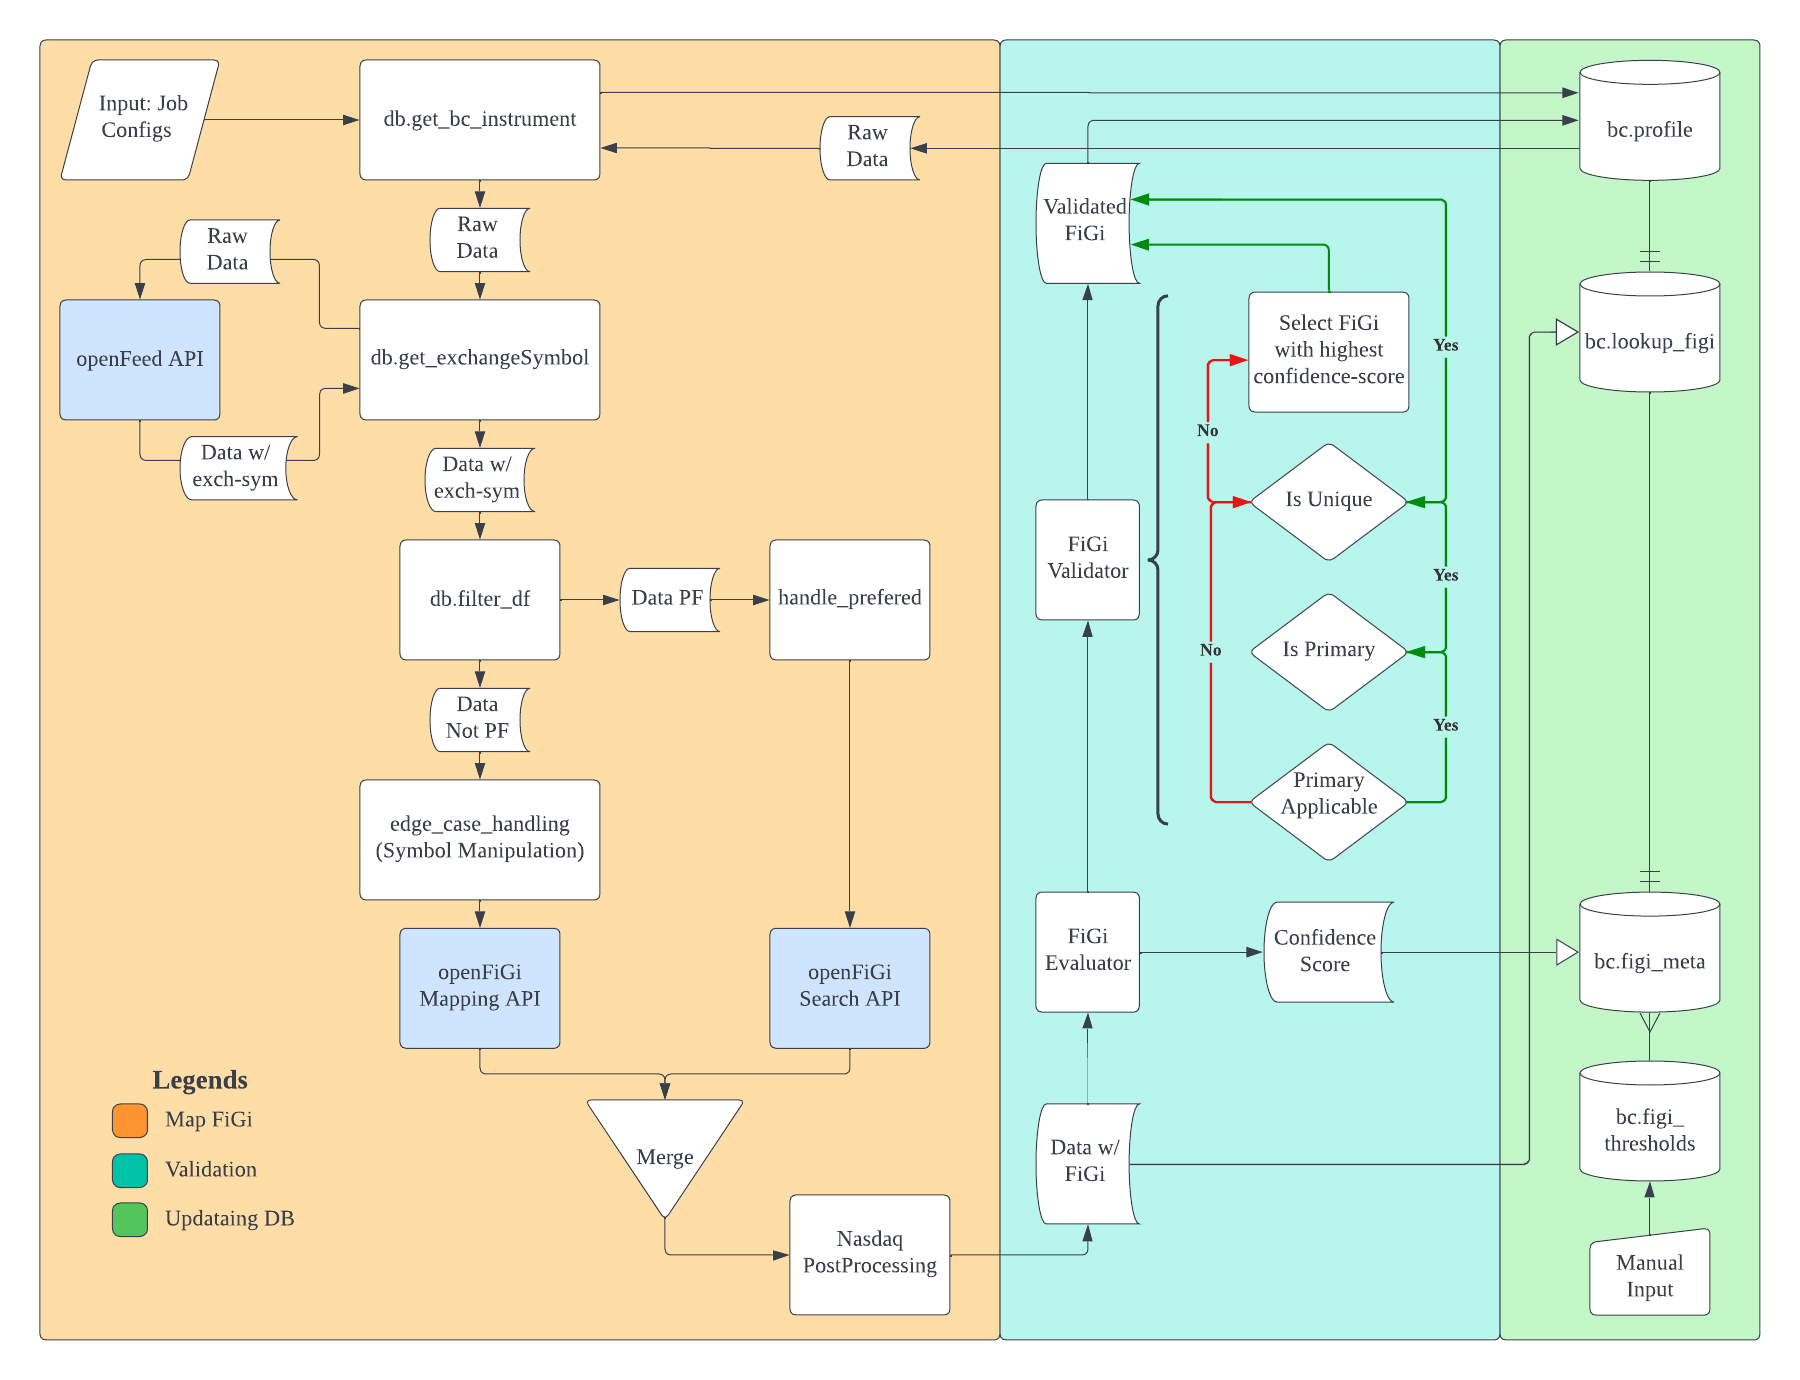 Input: Job
Configs
db.get_bc_instrument
Raw
Data
Raw
Data
Raw
Data
openFeed API
db.get_exchangeSymbol
Data w/
exch-sym
Data w/
exch-sym
db.filter_df
Data PF
handle_prefered
Data
Not PF
edge_case_handling
(Symbol Manipulation)
openFiGi
Mapping API
openFiGi
Search API
Merge
Nasdaq
PostProcessing
Legends
Map FiGi
Validation
Updataing DB
Validated
FiGi
Select FiGi
with highest
confidence-score
Yes
No
Is Unique
FiGi
Validator
Yes
Is Primary
No
Yes
Primary
Applicable
FiGi
Evaluator
Confidence
Score
Data w/
FiGi
bc.profile
bc.lookup_figi
bc.figi_meta
bc.figi_
thresholds
Manual
Input